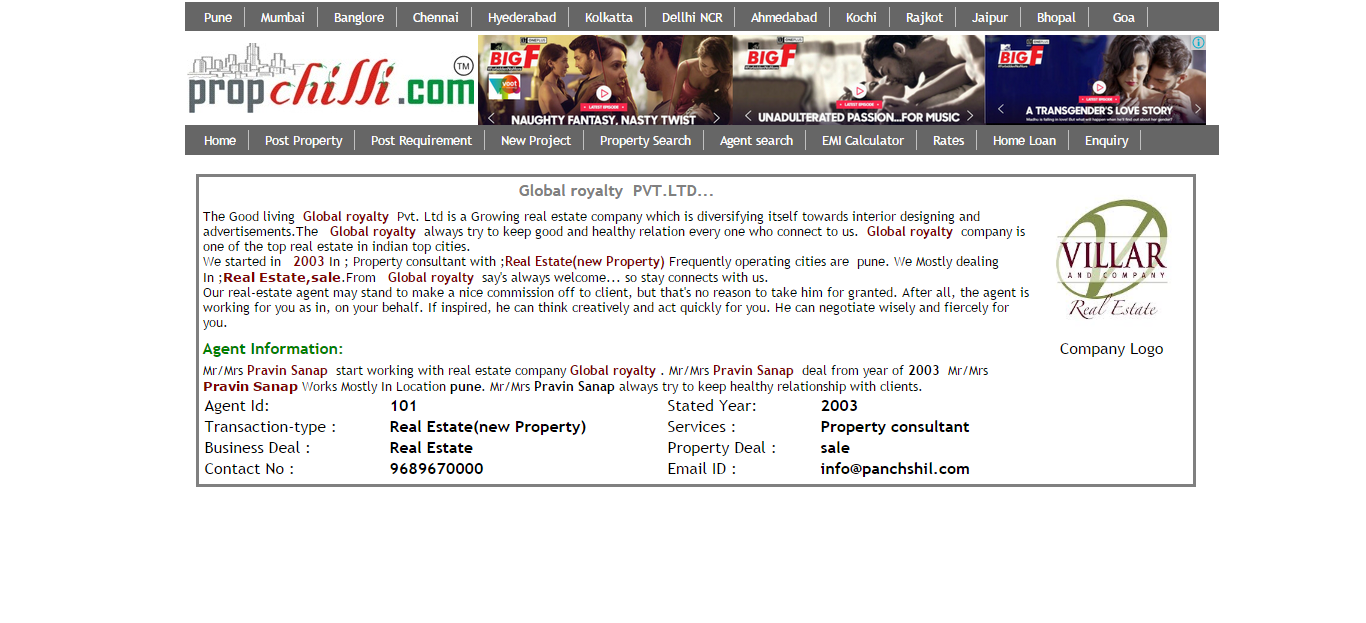 Pune Mumbai Banglore Chennai Hyederabad Kolkatta Dellhi NCR Ahmedabad Kochi Rajkot Jaipur Bhopal Goa
propchilli.com TM
BIG F
voot
LATEST EPISODE
NAUGHTY FANTASY, NASTY TWIST
BIG F
LATEST EPISODE
UNADULTERATED PASSION...FOR MUSIC
BIG F
LATEST EPISODE
A TRANSGENDER'S LOVE STORY
Home Post Property Post Requirement New Project Property Search Agent search EMI Calculator Rates Home Loan Enquiry
Global royalty PVT.LTD...
The Good living Global royalty Pvt. Ltd is a Growing real estate company which is diversifying itself towards interior designing and
advertisements.The Global royalty always try to keep good and healthy relation every one who connect to us. Global royalty company is
one of the top real estate in indian top cities.
We started in 2003 In ; Property consultant with ;Real Estate(new Property) Frequently operating cities are pune. We Mostly dealing
In ;Real Estate,sale.From Global royalty say's always welcome... so stay connects with us.
Our real-estate agent may stand to make a nice commission off to client, but that's no reason to take him for granted. After all, the agent is
working for you as in, on your behalf. If inspired, he can think creatively and act quickly for you. He can negotiate wisely and fiercely for
you.
VILLAR
AND COMPANY
Real Estate
Company Logo
Agent Information:
Mr/Mrs Pravin Sanap start working with real estate company Global royalty . Mr/Mrs Pravin Sanap deal from year of 2003 Mr/Mrs
Pravin Sanap Works Mostly In Location pune. Mr/Mrs Pravin Sanap always try to keep healthy relationship with clients.
Agent Id: 101 Stated Year: 2003
Transaction-type : Real Estate(new Property) Services : Property consultant
Business Deal : Real Estate Property Deal : sale
Contact No : 9689670000 Email ID : info@panchshil.com